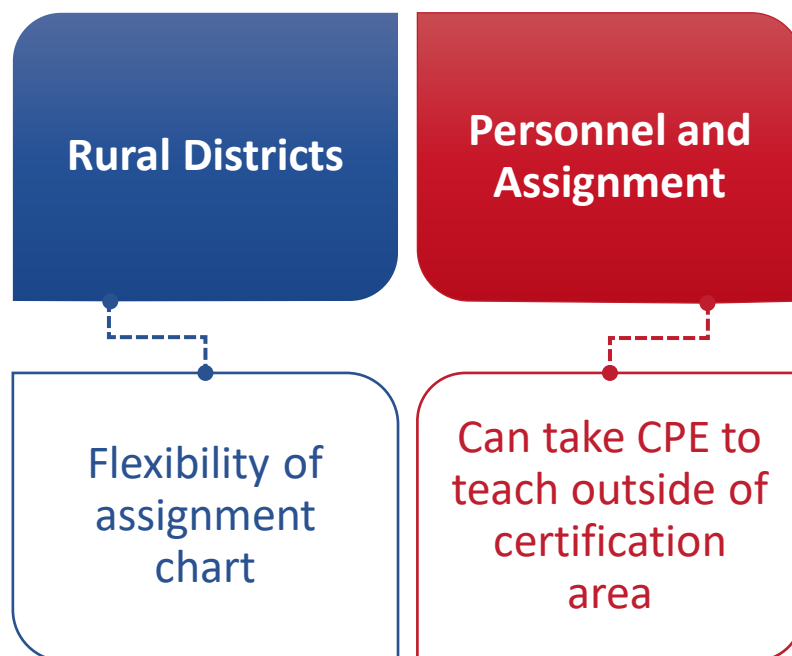 Rural Districts
Personnel and
Assignment
Flexibility of
assignment
chart
Can take CPE to
teach outside of
certification
area